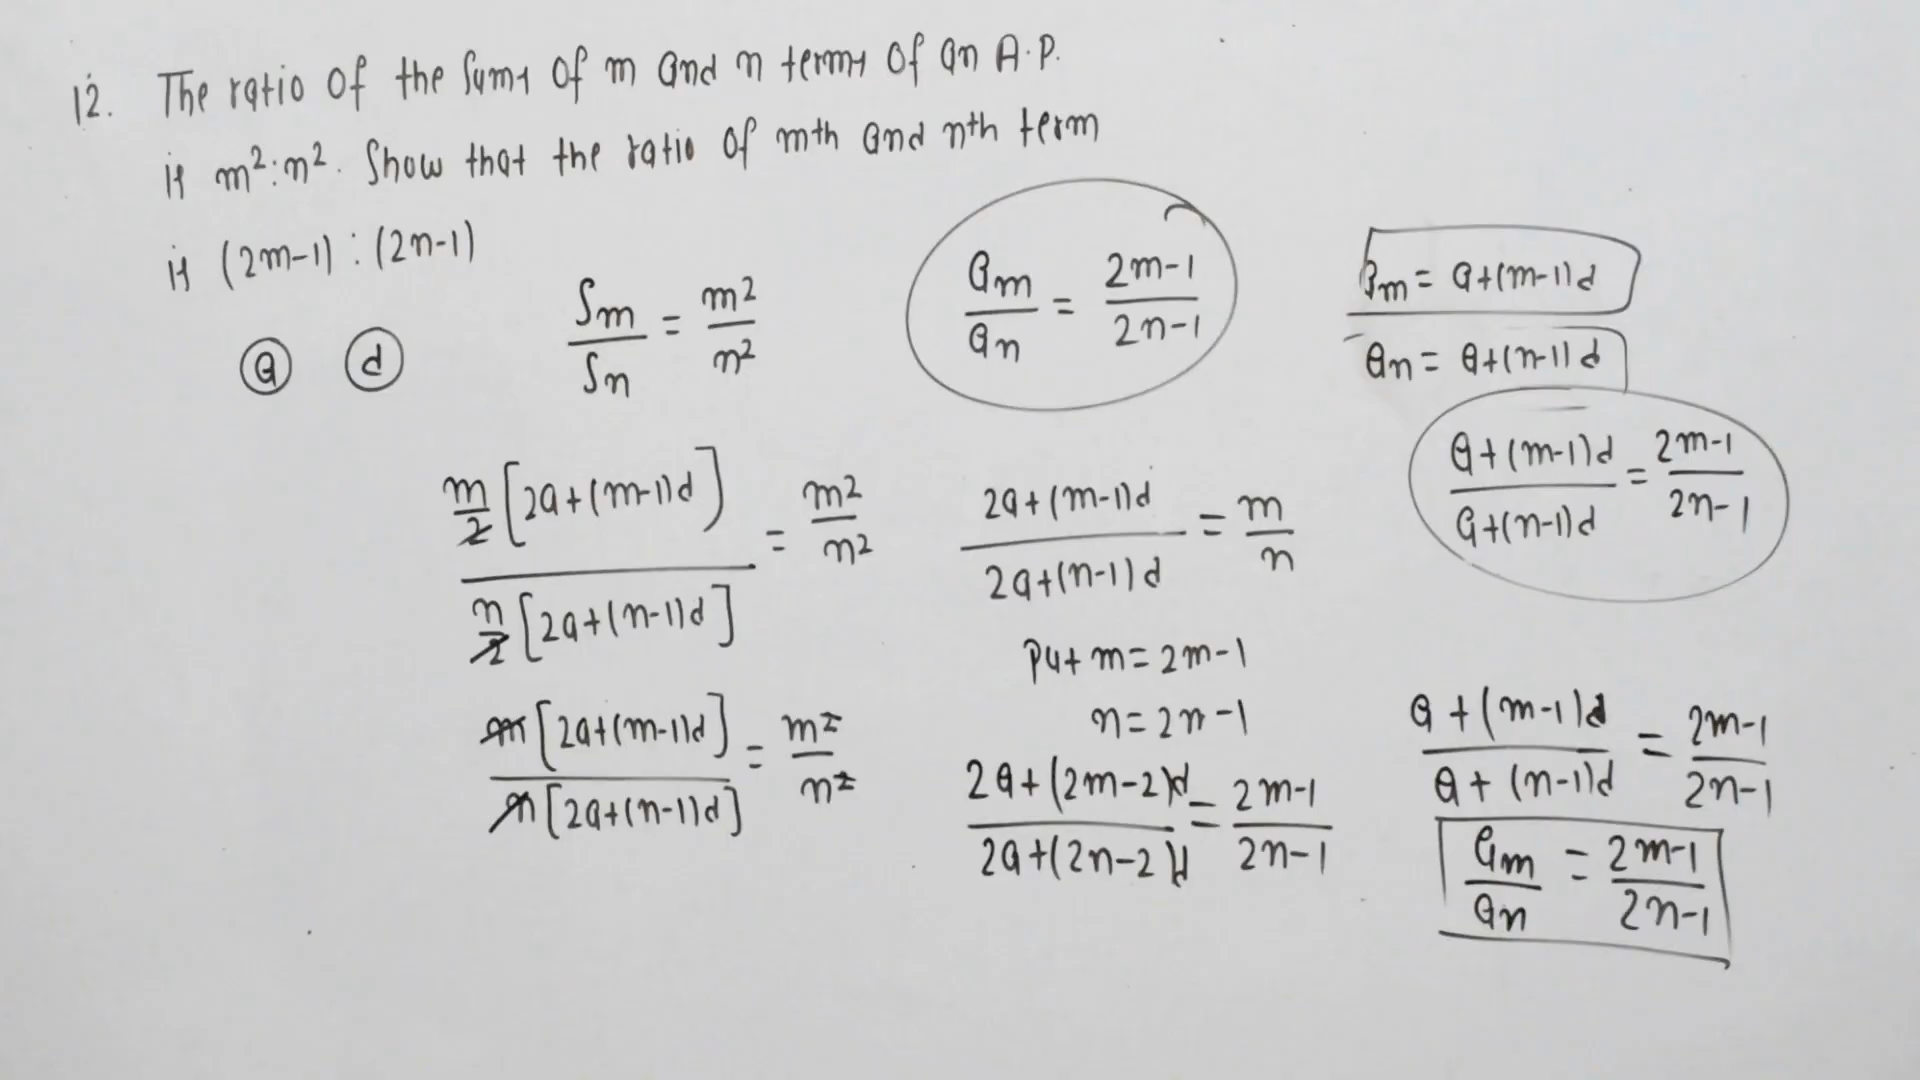 12. The ratio of the sums of m and n terms of an A.P.
is m²:n². Show that the ratio of mth and nth term
is (2m-1) : (2n-1)
a d
Sm/Sn = m²/n²
am/an = 2m-1/2n-1
am = a+(m-1)d
an = a+(n-1)d
a+(m-1)d/a+(n-1)d = 2m-1/2n-1
m/2[2a+(m-1)d]/n/2[2a+(n-1)d] = m²/n²
m[2a+(m-1)d]/n[2a+(n-1)d] = m²/n²
2a+(m-1)d/2a+(n-1)d = m/n
Put m = 2m-1
n = 2n-1
2a+(2m-2)d/2a+(2n-2)d = 2m-1/2n-1
a+(m-1)d/a+(n-1)d = 2m-1/2n-1
am/an = 2m-1/2n-1